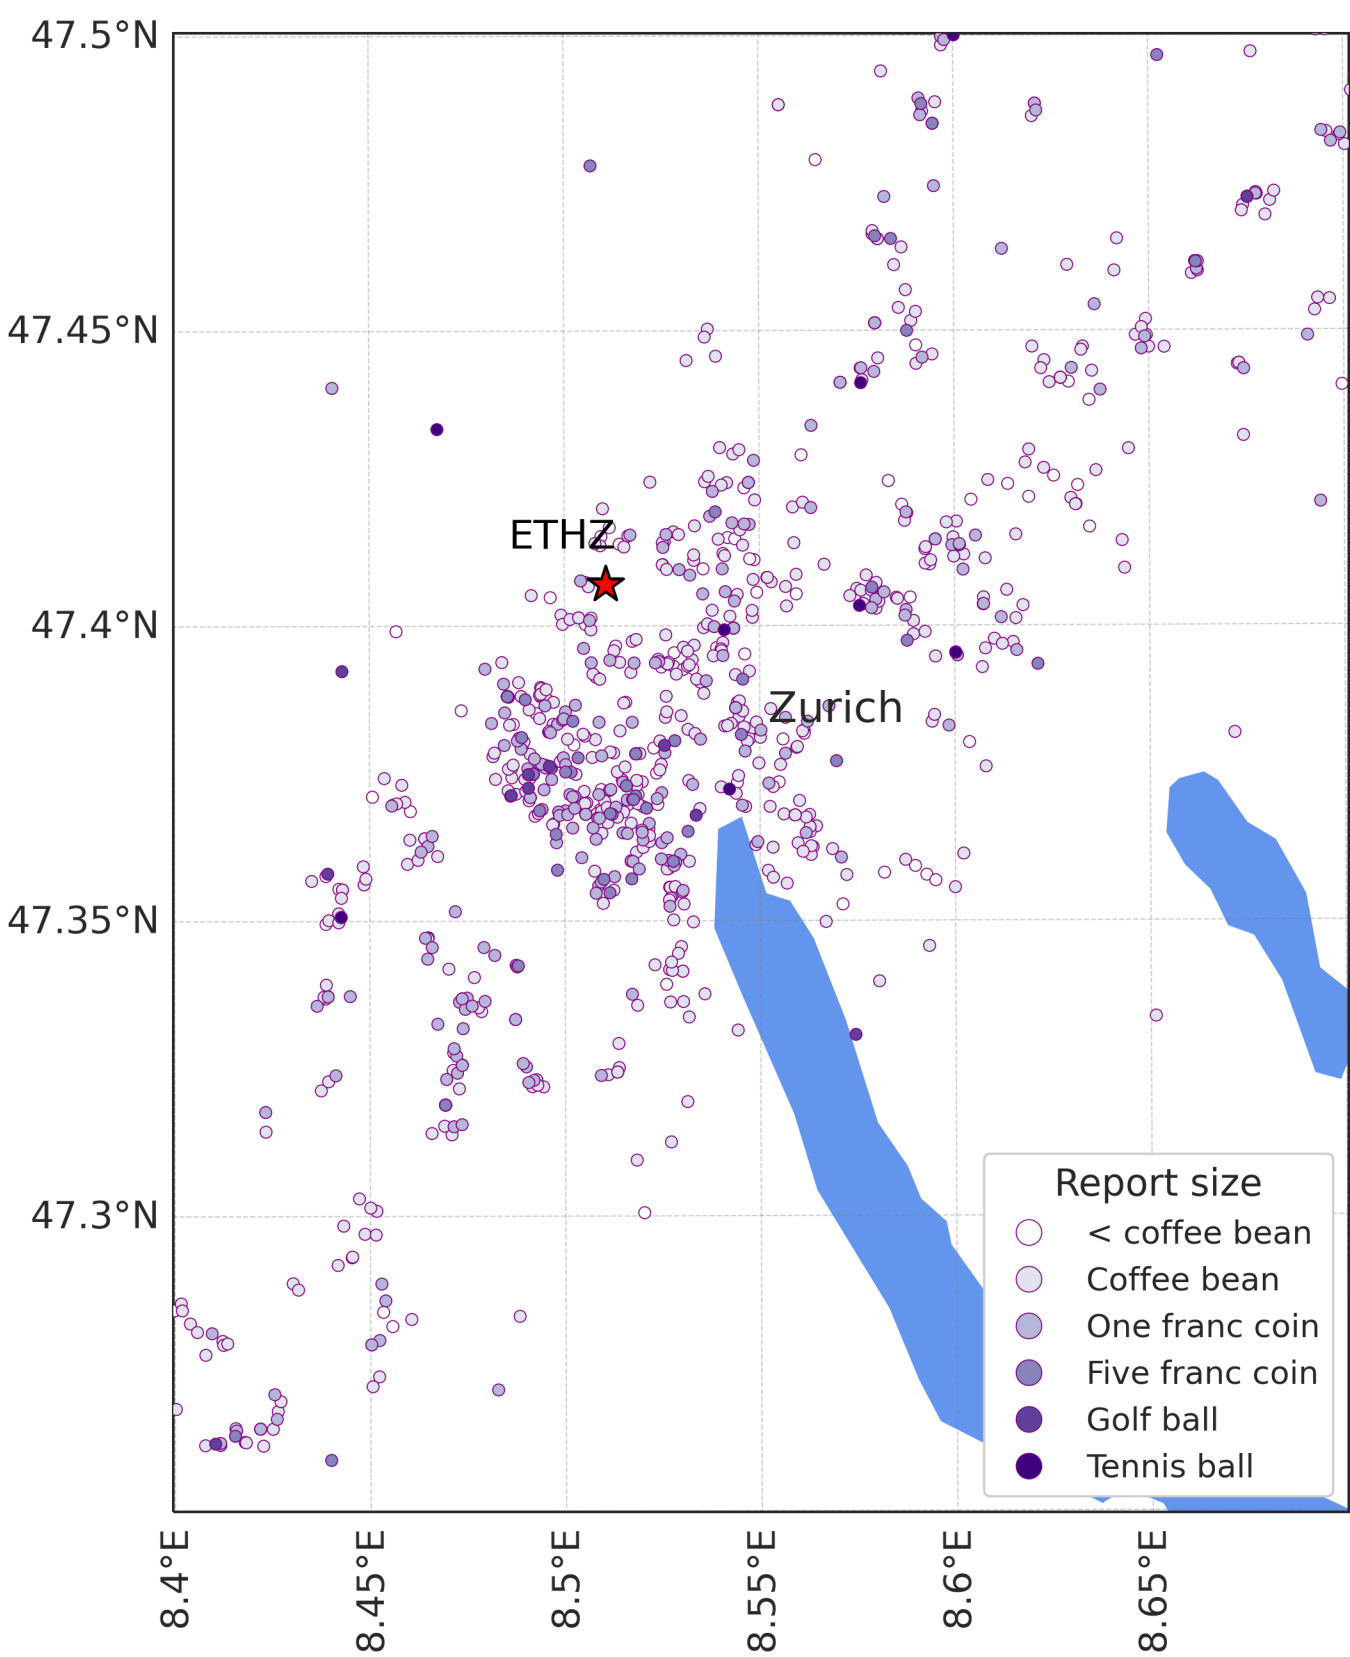 47.5°N
47.45°N
ETHZ
47.4°N
Zurich
47.35°N
47.3°N
Report size
< coffee bean
Coffee bean
One franc coin
Five franc coin
Golf ball
Tennis ball
8.4°E
8.45°E
8.5°E
8.55°E
8.6°E
8.65°E